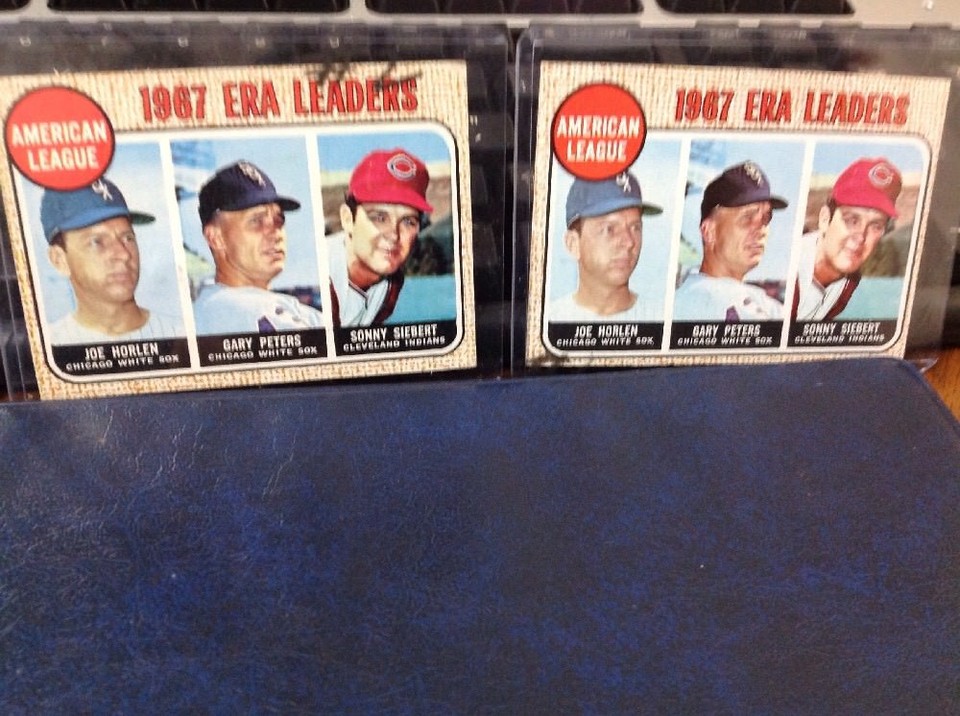 1967 ERA LEADERS
AMERICAN
LEAGUE
JOE HORLEN
CHICAGO WHITE SOX
GARY PETERS
CHICAGO WHITE SOX
SONNY SIEBERT
CLEVELAND INDIANS
1967 ERA LEADERS
AMERICAN
LEAGUE
JOE HORLEN
CHICAGO WHITE SOX
GARY PETERS
CHICAGO WHITE SOX
SONNY SIEBERT
CLEVELAND INDIANS